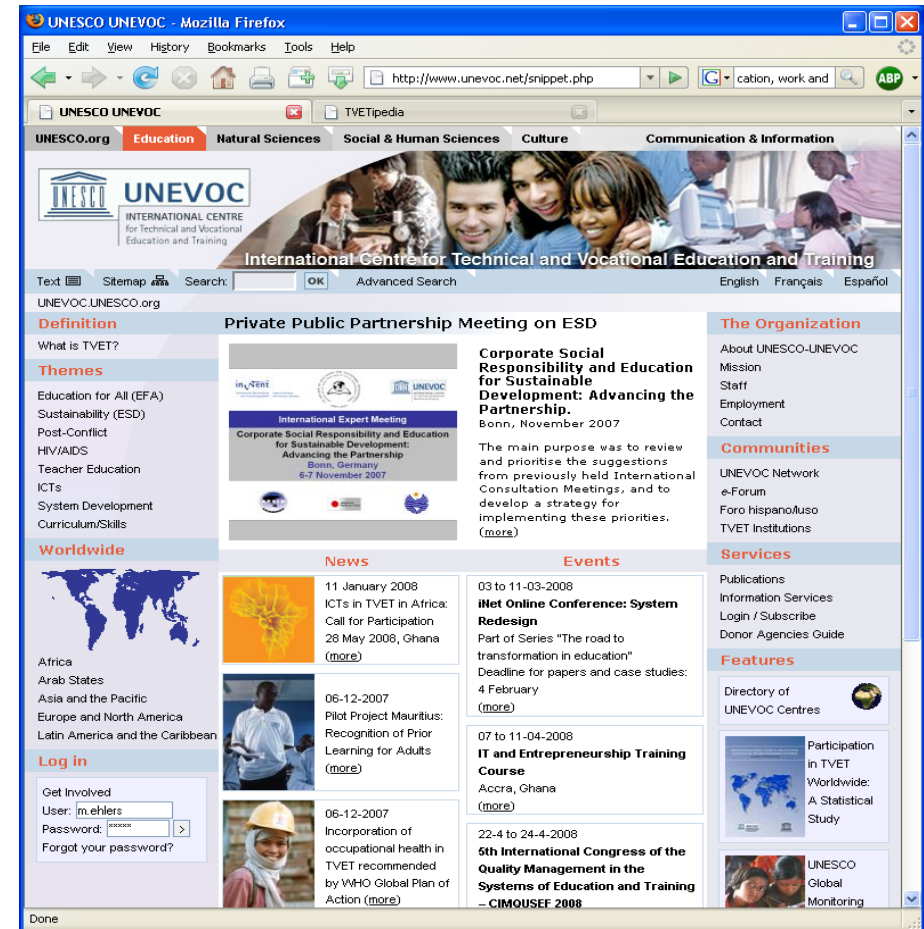 UNESCO UNEVOC - Mozilla Firefox
File Edit View History Bookmarks Tools Help
http://www.unevoc.net/snippet.php
cation, work and
ABP
UNESCO UNEVOC
TVETipedia
UNESCO.org Education Natural Sciences Social & Human Sciences Culture Communication & Information
UNESCO
UNEVOC
INTERNATIONAL CENTRE
for Technical and Vocational
Education and Training
International Centre for Technical and Vocational Education and Training
Text Sitemap Search: OK Advanced Search English Français Español
UNEVOC.UNESCO.org
Definition
What is TVET?
Themes
Education for All (EFA)
Sustainability (ESD)
Post-Conflict
HIV/AIDS
Teacher Education
ICTs
System Development
Curriculum/Skills
Worldwide
Africa
Arab States
Asia and the Pacific
Europe and North America
Latin America and the Caribbean
Log in
Get Involved
User: m.ehlers
Password: *****
>
Forgot your password?
Private Public Partnership Meeting on ESD
inWent
UNEVOC
International Expert Meeting
Corporate Social Responsibility and Education
for Sustainable Development:
Advancing the Partnership
Bonn, Germany
6-7 November 2007
Corporate Social
Responsibility and Education
for Sustainable
Development: Advancing the
Partnership.
Bonn, November 2007
The main purpose was to review
and prioritise the suggestions
from previously held International
Consultation Meetings, and to
develop a strategy for
implementing these priorities.
(more)
News
11 January 2008
ICTs in TVET in Africa:
Call for Participation
28 May 2008, Ghana
(more)
06-12-2007
Pilot Project Mauritius:
Recognition of Prior
Learning for Adults
(more)
06-12-2007
Incorporation of
occupational health in
TVET recommended
by WHO Global Plan of
Action (more)
Events
03 to 11-03-2008
iNet Online Conference: System
Redesign
Part of Series "The road to
transformation in education"
Deadline for papers and case studies:
4 February
(more)
07 to 11-04-2008
IT and Entrepreneurship Training
Course
Accra, Ghana
(more)
22-4 to 24-4-2008
5th International Congress of the
Quality Management in the
Systems of Education and Training
– CIMQUSEF 2008
The Organization
About UNESCO-UNEVOC
Mission
Staff
Employment
Contact
Communities
UNEVOC Network
e-Forum
Foro hispano/luso
TVET Institutions
Services
Publications
Information Services
Login / Subscribe
Donor Agencies Guide
Features
Directory of
UNEVOC Centres
Participation
in TVET
Worldwide:
A Statistical
Study
UNESCO
Global
Monitoring
Done